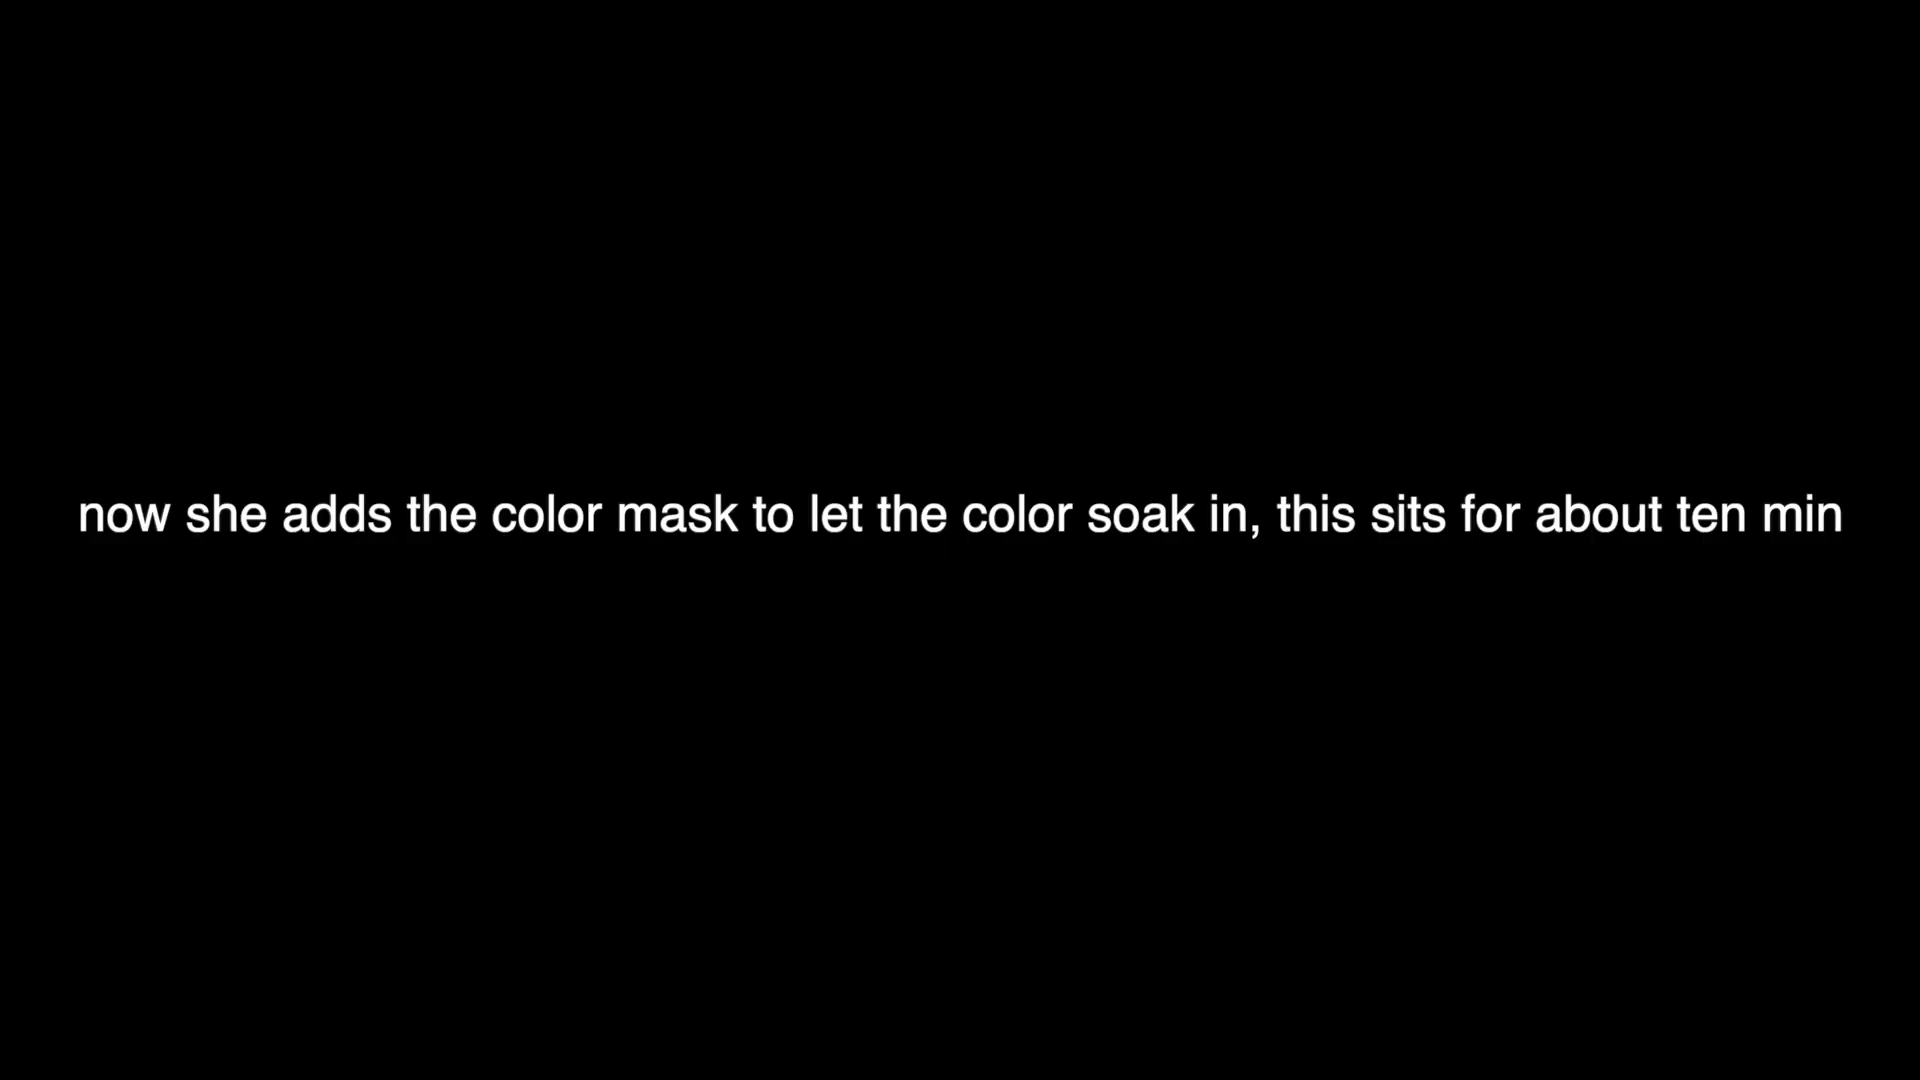 now she adds the color mask to let the color soak in, this sits for about ten min